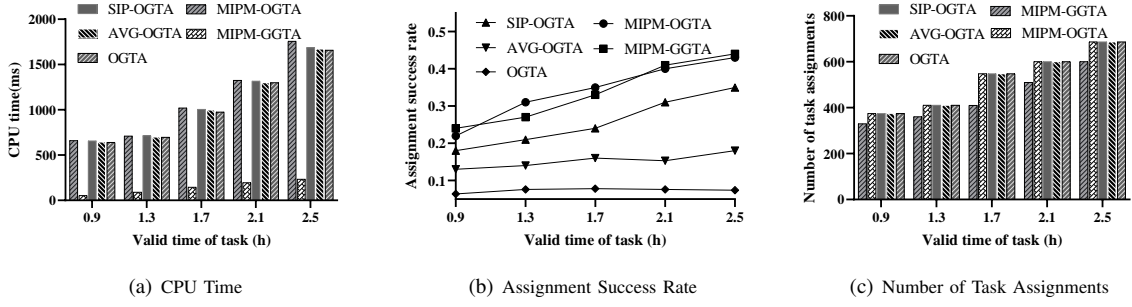 SIP-OGTA
MIPM-OGTA
AVG-OGTA
MIPM-GGTA
OGTA
CPU time(ms)
2000
1500
1000
500
0
0.9 1.3 1.7 2.1 2.5
Valid time of task (h)
(a) CPU Time
SIP-OGTA
MIPM-OGTA
AVG-OGTA
MIPM-GGTA
OGTA
Assignment success rate
0.5
0.4
0.3
0.2
0.1
0.9 1.3 1.7 2.1 2.5
Valid time of task (h)
(b) Assignment Success Rate
SIP-OGTA
MIPM-GGTA
AVG-OGTA
MIPM-OGTA
OGTA
Number of task assignments
800
600
400
200
0
0.9 1.3 1.7 2.1 2.5
Valid time of task (h)
(c) Number of Task Assignments